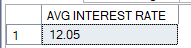 AVG INTEREST RATE
1 12.05